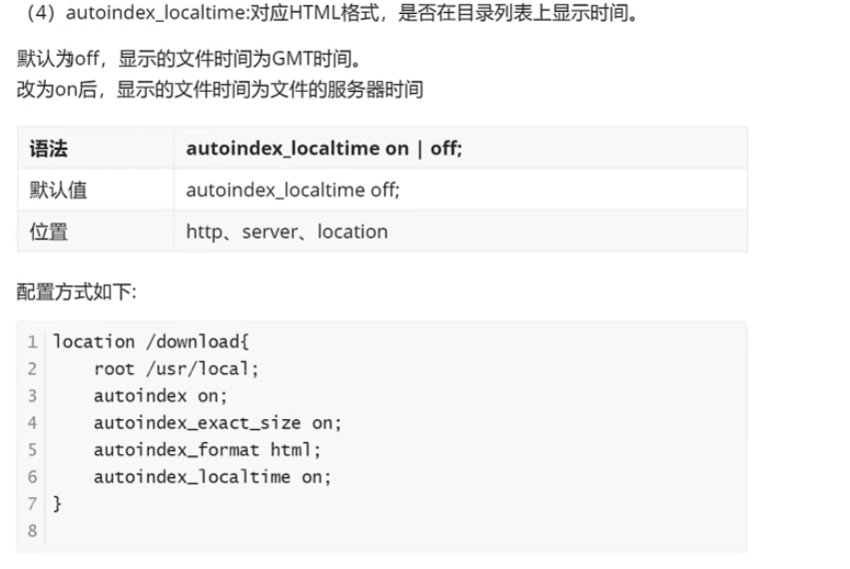 （4）autoindex_localtime:对应HTML格式，是否在目录列表上显示时间。
默认为off，显示的文件时间为GMT时间。
改为on后，显示的文件时间为文件的服务器时间
语法 autoindex_localtime on | off;
默认值 autoindex_localtime off;
位置 http、server、location
配置方式如下:
1 location /download{
2     root /usr/local;
3     autoindex on;
4     autoindex_exact_size on;
5     autoindex_format html;
6     autoindex_localtime on;
7 }
8